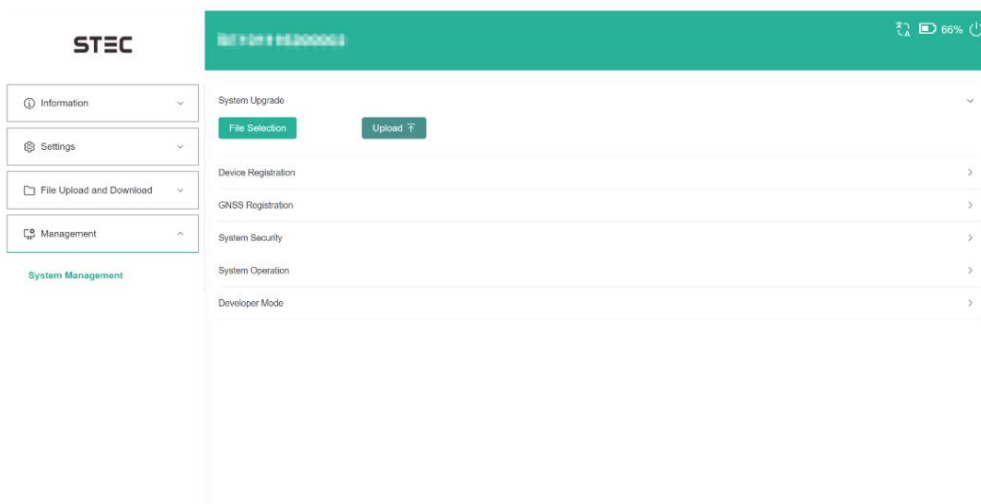 STEC
66%
Information
Settings
File Upload and Download
Management
System Management
System Upgrade
File Selection
Upload
Device Registration
GNSS Registration
System Security
System Operation
Developer Mode